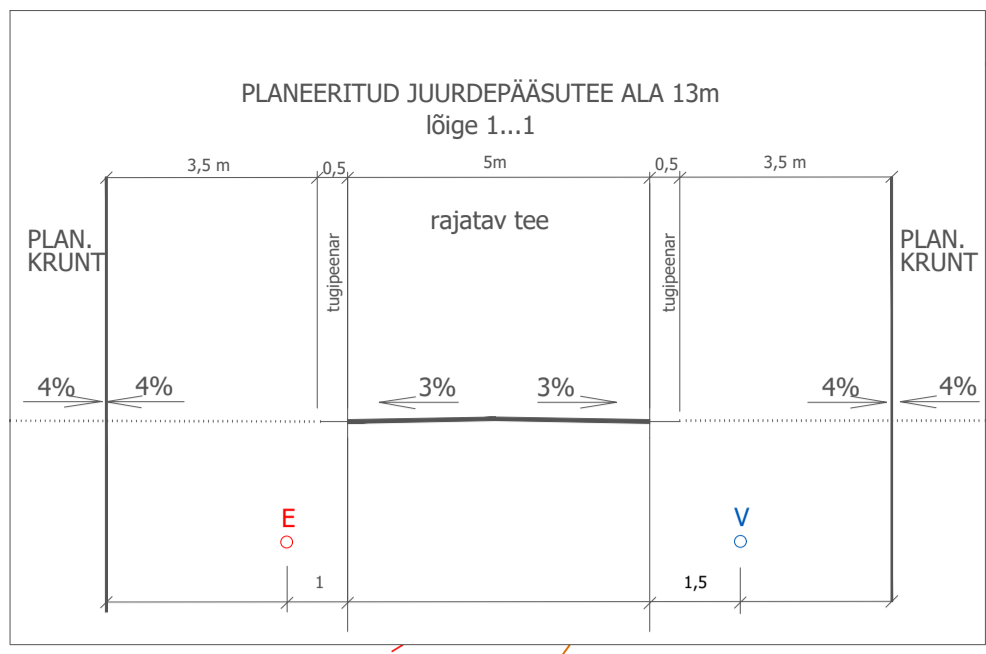 PLANEERITUD JUURDEPÄÄSUTEE ALA 13m
lõige 1...1
3,5 m
0,5
5m
0,5
3,5 m
PLAN.
KRUNT
tugipeenar
rajatav tee
tugipeenar
PLAN.
KRUNT
4%
4%
3%
3%
4%
4%
E
V
1
1,5